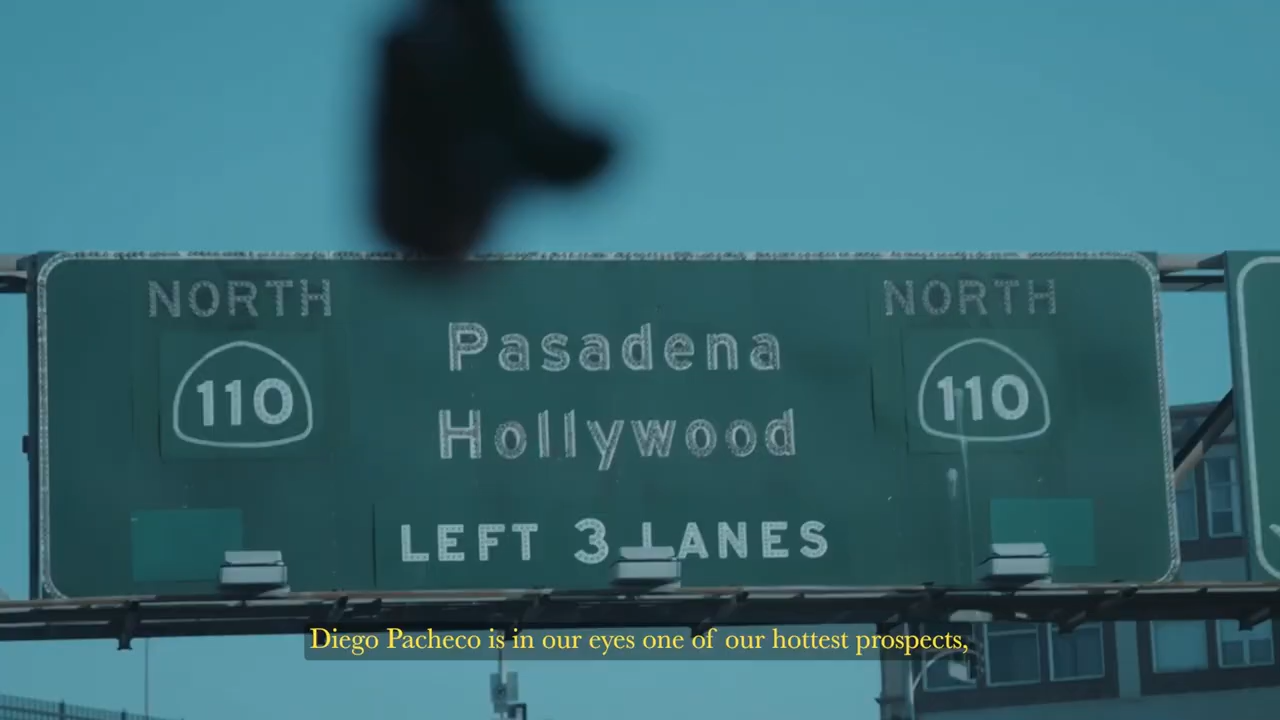 NORTH NORTH
Pasadena
110 110
Hollywood
LEFT 3 LANES
Diego Pacheco is in our eyes one of our hottest prospects,